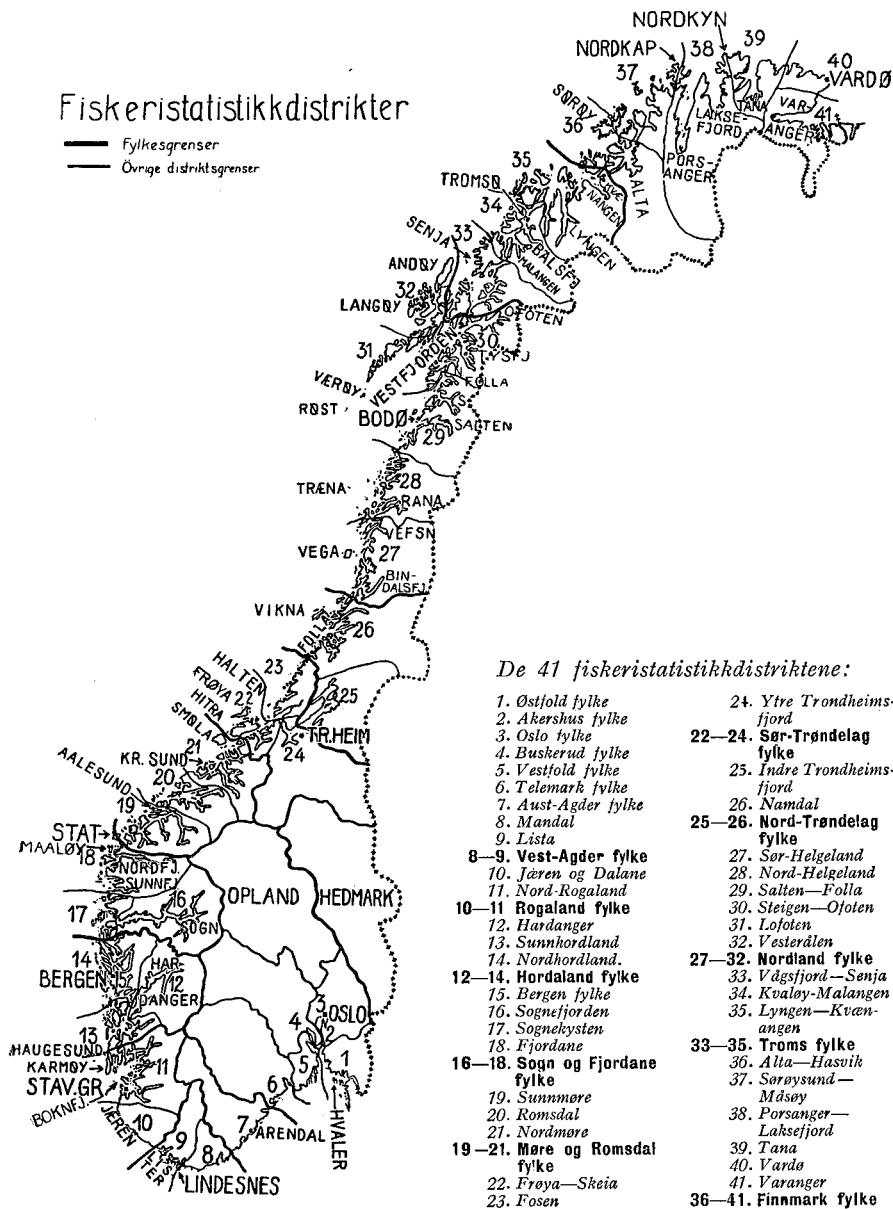 Fiskeristatistikkdistrikter
Fylkesgrenser
Övrige distriktsgrenser
NORDKYN
NORDKAP
38
39
40
VARDØ
37
SØRØY
36
LAKSE-
FJORD
TANA
VAR-
ANGER
41
PORS-
ANGER
ALTA
35
TROMSØ
34
KVÆ
NANGEN
LYNGEN
33
SENJA
BALSFJ
MALANGEN
ANDØY
32
LANGØY
OFOTEN
31
30
TYSFJ
VESTFJORDEN
VÆRØY
FOLLA
RØST
BODØ
29
SALTEN
28
TRÆNA
RANA
VEFSN
VEGA
27
BIN-
DALSFJ.
VIKNA
26
FOLLA
23
HALTEN
FRØYA
22
25
HITRA
SMØLA
TR.HEIM
24
21
KR. SUND
20
AALESUND
19
STAT
MAALØY
18
NORDFJ.
SUNNFJ.
OPLAND
HEDMARK
16
17
SOGN
14
BERGEN
15
HAR-
12
DANGER
3
OSLO
4
2
13
HAUGESUND
KARMØY
11
5
1
STAV.GR
6
BOKNFJ.
JÆREN
10
7
ARENDAL
HVALER
9
8
LISTER
LINDESNES
De 41 fiskeristatistikkdistriktene:
1. Østfold fylke
2. Akershus fylke
3. Oslo fylke
4. Buskerud fylke
5. Vestfold fylke
6. Telemark fylke
7. Aust-Agder fylke
8. Mandal
9. Lista
8—9. Vest-Agder fylke
10. Jæren og Dalane
11. Nord-Rogaland
10—11 Rogaland fylke
12. Hardanger
13. Sunnhordland
14. Nordhordland.
12—14. Hordaland fylke
15. Bergen fylke
16. Sognefjorden
17. Sognekysten
18. Fjordane
16—18. Sogn og Fjordane
fylke
19. Sunnmøre
20. Romsdal
21. Nordmøre
19—21. Møre og Romsdal
fylke
22. Frøya—Skeia
23. Fosen
24. Ytre Trondheims-
fjord
22—24. Sør-Trøndelag
fylke
25. Indre Trondheims-
fjord
26. Namdal
25—26. Nord-Trøndelag
fylke
27. Sør-Helgeland
28. Nord-Helgeland
29. Salten—Folla
30. Steigen—Ofoten
31. Lofoten
32. Vesterålen
27—32. Nordland fylke
33. Vågsfjord—Senja
34. Kvaløy-Malangen
35. Lyngen—Kvæn-
angen
33—35. Troms fylke
36. Alta—Hasvik
37. Sørøysund—
Måsøy
38. Porsanger—
Laksefjord
39. Tana
40. Vardø
41. Varanger
36—41. Finnmark fylke